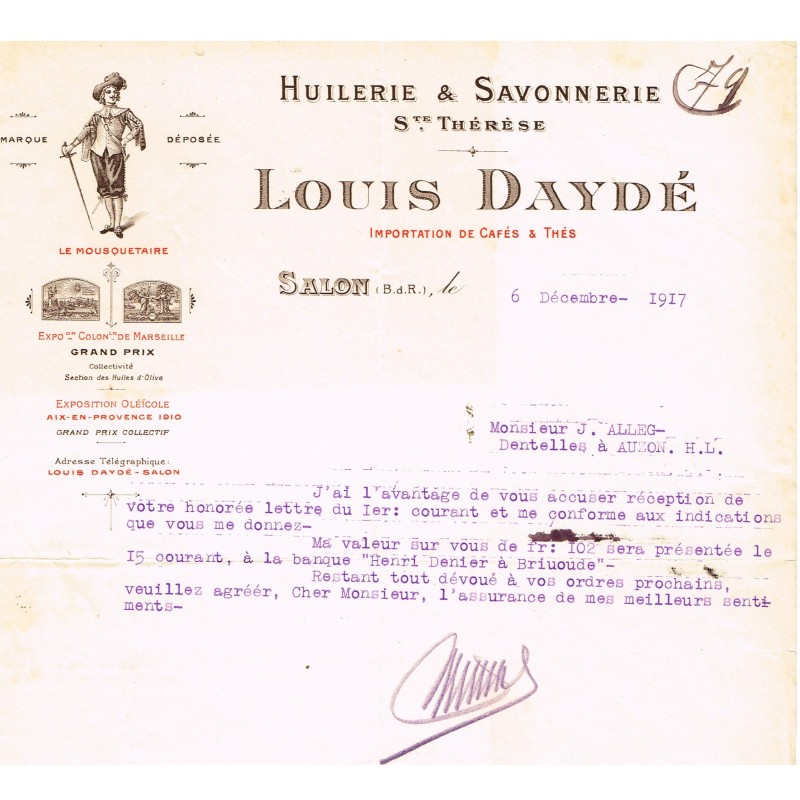 79
HUILERIE & SAVONNERIE
STE. THÉRÈSE
LOUIS DAYDÉ
IMPORTATION DE CAFÉS & THÉS
SALON (B.d.R.), le 6 Décembre- 1917
MARQUE DÉPOSÉE
LE MOUSQUETAIRE
EXPOon COLONle DE MARSEILLE
GRAND PRIX
Collectivité
Section des Huiles d'Olive
EXPOSITION OLÉÏCOLE
AIX-EN-PROVENCE 1910
GRAND PRIX COLLECTIF
Adresse Télégraphique:
LOUIS DAYDÉ-SALON
Monsieur J. ALLEG-
Dentelles à AUZON. H.L.
J'ai l'avantage de vous accuser réception de
votre honorée lettre du Ier: courant et me conforme aux indications
que vous me donnez-
Ma valeur sur vous de fr: I02 sera présentée le
I5 courant, à la banque "Henri Denier à Briuoude"-
Restant tout dévoué à vos ordres prochains,
veuillez agréér, Cher Monsieur, l'assurance de mes meilleurs senti
ments-